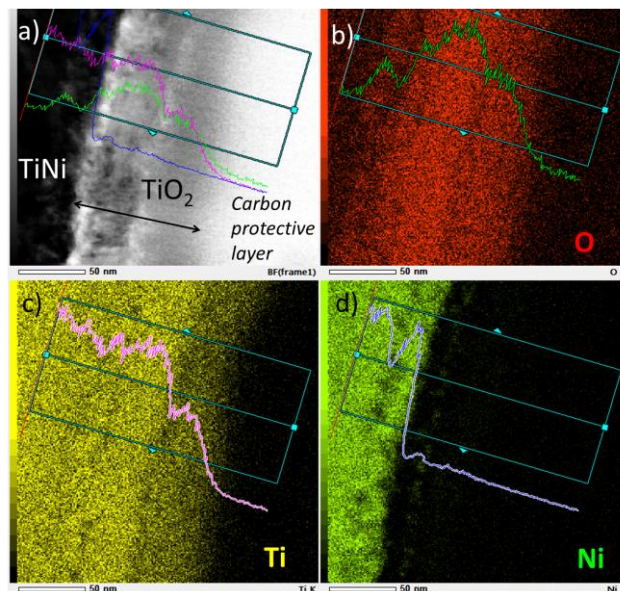 a)
TiNi
TiO2
Carbon
protective
layer
50 nm
BF(frame1)
b)
O
50 nm
O
c)
Ti
50 nm
Ti K
d)
Ni
50 nm
Ni